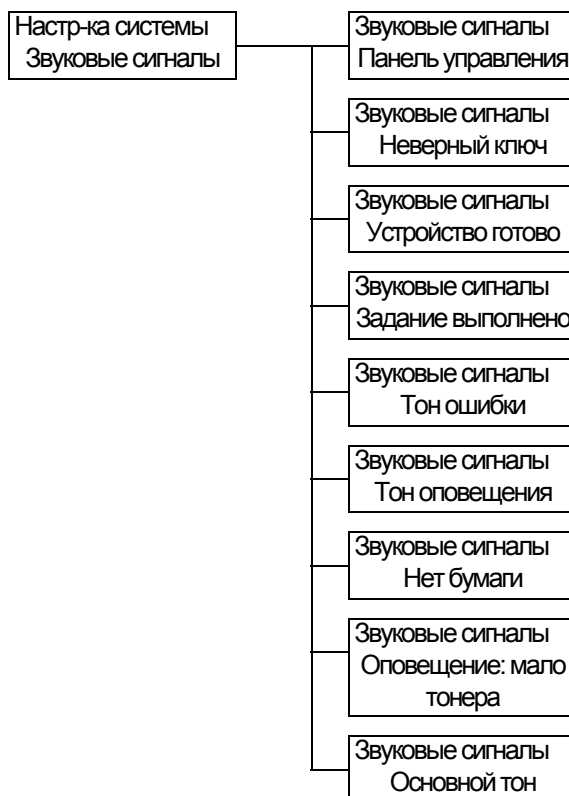 Настр-ка системы
Звуковые сигналы
Звуковые сигналы
Панель управления
Звуковые сигналы
Неверный ключ
Звуковые сигналы
Устройство готово
Звуковые сигналы
Задание выполнено
Звуковые сигналы
Тон ошибки
Звуковые сигналы
Тон оповещения
Звуковые сигналы
Нет бумаги
Звуковые сигналы
Оповещение: мало
тонера
Звуковые сигналы
Основной тон